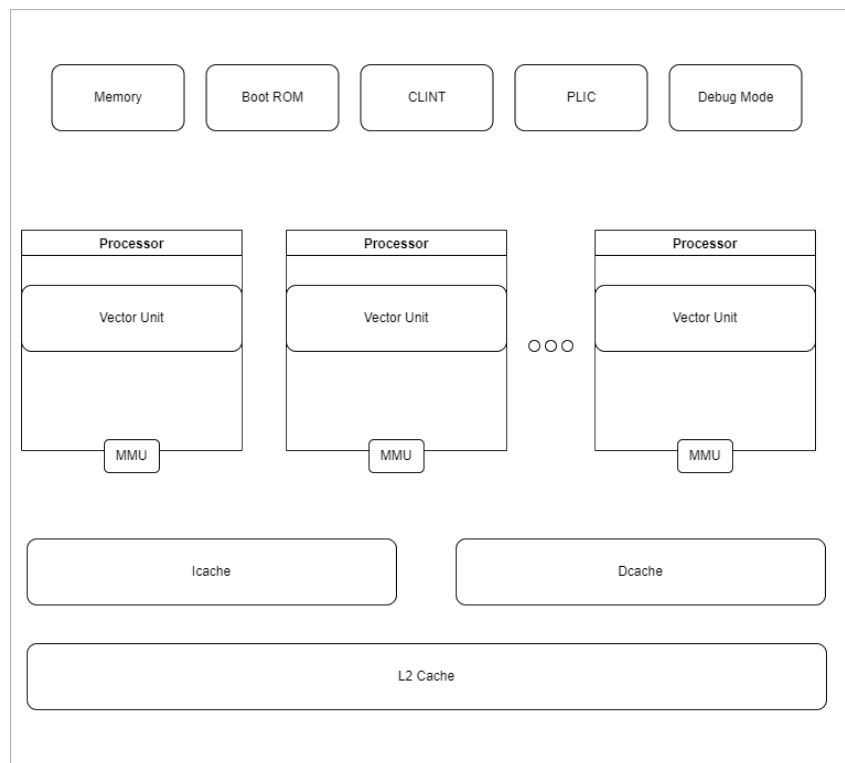 Memory
Boot ROM
CLINT
PLIC
Debug Mode
Processor
Processor
Processor
Vector Unit
Vector Unit
Vector Unit
MMU
MMU
MMU
Icache
Dcache
L2 Cache